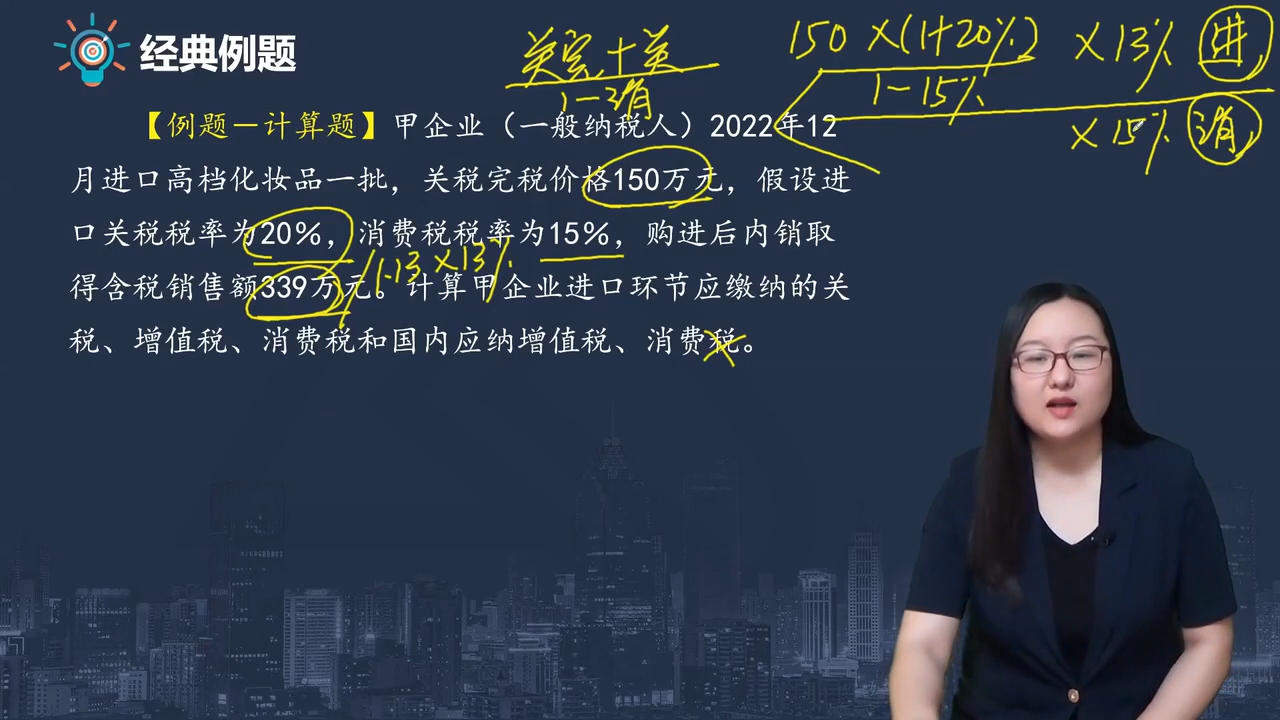 经典例题
关完+关
1-消
150×(1+20%)
1-15%
×13% 进
×15% 消
【例题－计算题】甲企业（一般纳税人）2022年12
月进口高档化妆品一批，关税完税价格150万元，假设进
口关税税率为20%，消费税税率为15%，购进后内销取
/1.13×13%
得含税销售额339万元。计算甲企业进口环节应缴纳的关
税、增值税、消费税和国内应纳增值税、消费税。